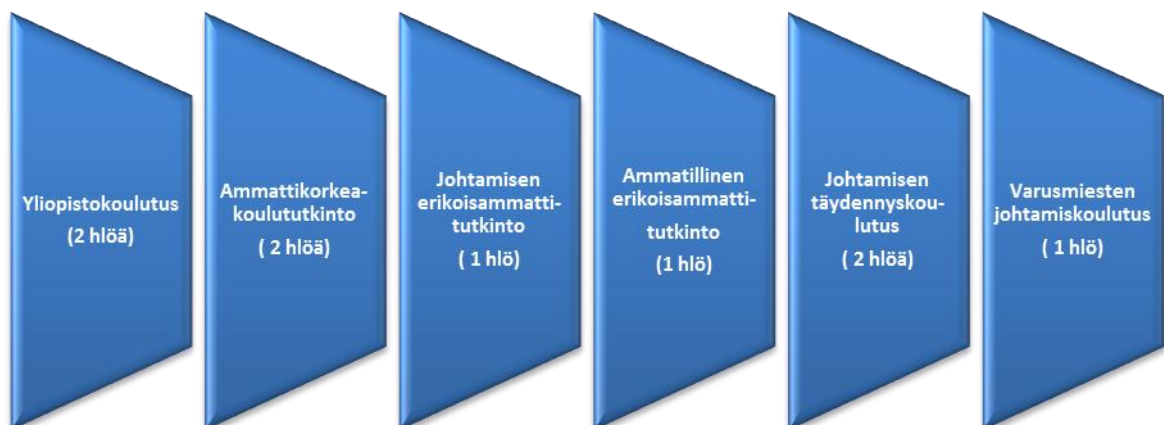 Yliopistokoulutus
(2 hlöä)
Ammattikorkea-
koulututkinto
( 2 hlöä)
Johtamisen
erikoisammatti-
tutkinto
( 1 hlö)
Ammatillinen
erikoisammatti-
tutkinto
(1 hlö)
Johtamisen
täydennyskou-
lutus
( 2 hlöä)
Varusmiesten
johtamiskoulutus
( 1 hlö)